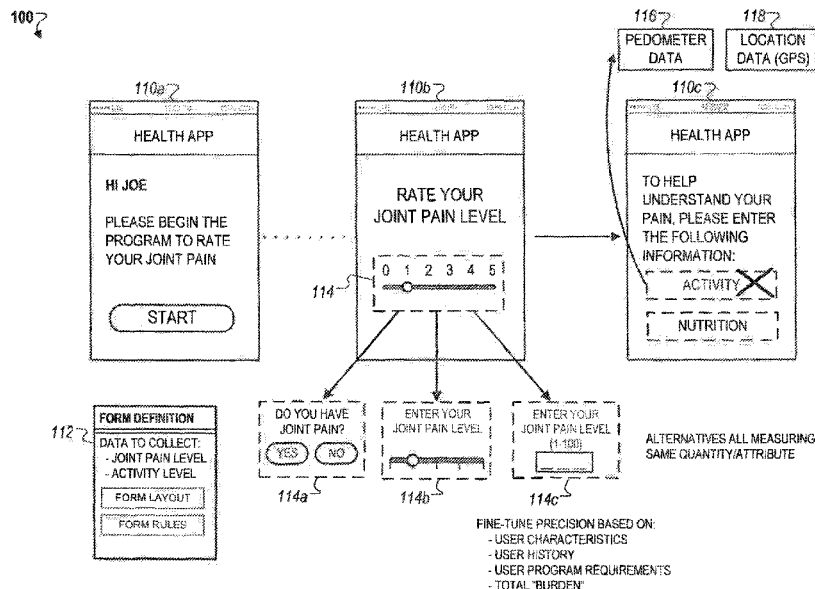 100
116
118
PEDOMETER
DATA
LOCATION
DATA (GPS)
110a
110b
110c
HEALTH APP
HI JOE
PLEASE BEGIN THE
PROGRAM TO RATE
YOUR JOINT PAIN
START
HEALTH APP
RATE YOUR
JOINT PAIN LEVEL
0 1 2 3 4 5
114
HEALTH APP
TO HELP
UNDERSTAND YOUR
PAIN, PLEASE ENTER
THE FOLLOWING
INFORMATION:
ACTIVITY
NUTRITION
112
FORM DEFINITION
DATA TO COLLECT:
- JOINT PAIN LEVEL
- ACTIVITY LEVEL
FORM LAYOUT
FORM RULES
DO YOU HAVE
JOINT PAIN?
YES NO
114a
ENTER YOUR
JOINT PAIN LEVEL
114b
ENTER YOUR
JOINT PAIN LEVEL
(1-100)
114c
ALTERNATIVES ALL MEASURING
SAME QUANTITY/ATTRIBUTE
FINE-TUNE PRECISION BASED ON:
- USER CHARACTERISTICS
- USER HISTORY
- USER PROGRAM REQUIREMENTS
- TOTAL "BURDEN"